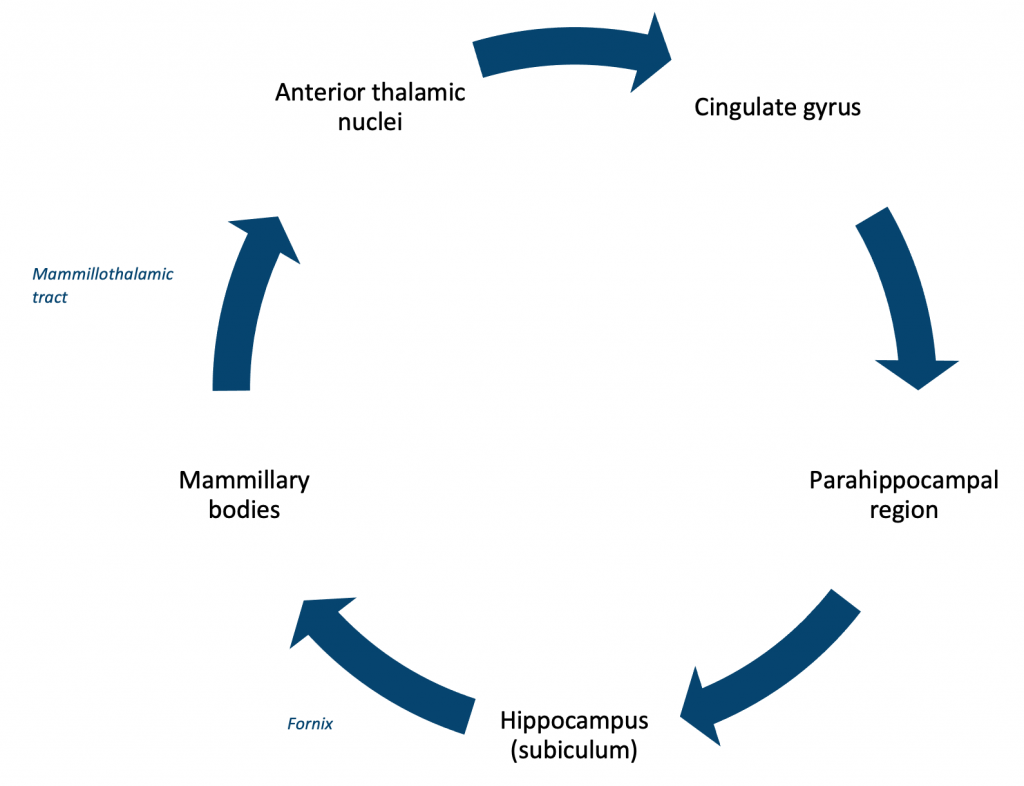 Anterior thalamic
nuclei
Cingulate gyrus
Mammillothalamic
tract
Mammillary
bodies
Parahippocampal
region
Fornix
Hippocampus
(subiculum)